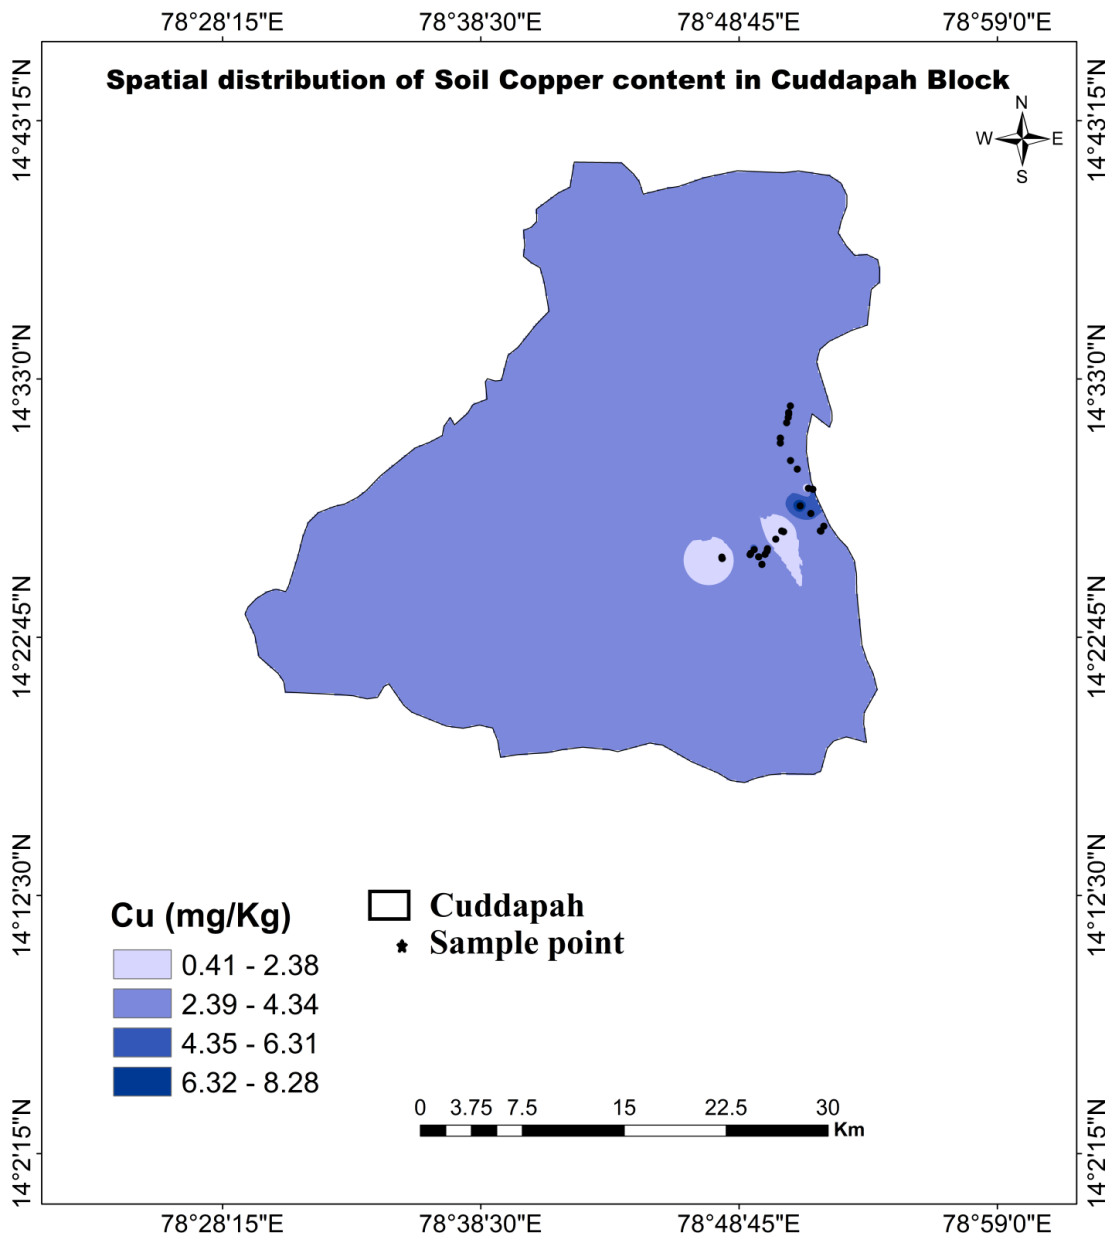 78°28'15"E 78°38'30"E 78°48'45"E 78°59'0"E
Spatial distribution of Soil Copper content in Cuddapah Block
N
W E
S
14°43'15"N 14°43'15"N
14°33'0"N 14°33'0"N
14°22'45"N 14°22'45"N
14°12'30"N 14°12'30"N
14°2'15"N 14°2'15"N
Cu (mg/Kg)
0.41 - 2.38
2.39 - 4.34
4.35 - 6.31
6.32 - 8.28
Cuddapah
Sample point
0 3.75 7.5 15 22.5 30
Km
78°28'15"E 78°38'30"E 78°48'45"E 78°59'0"E